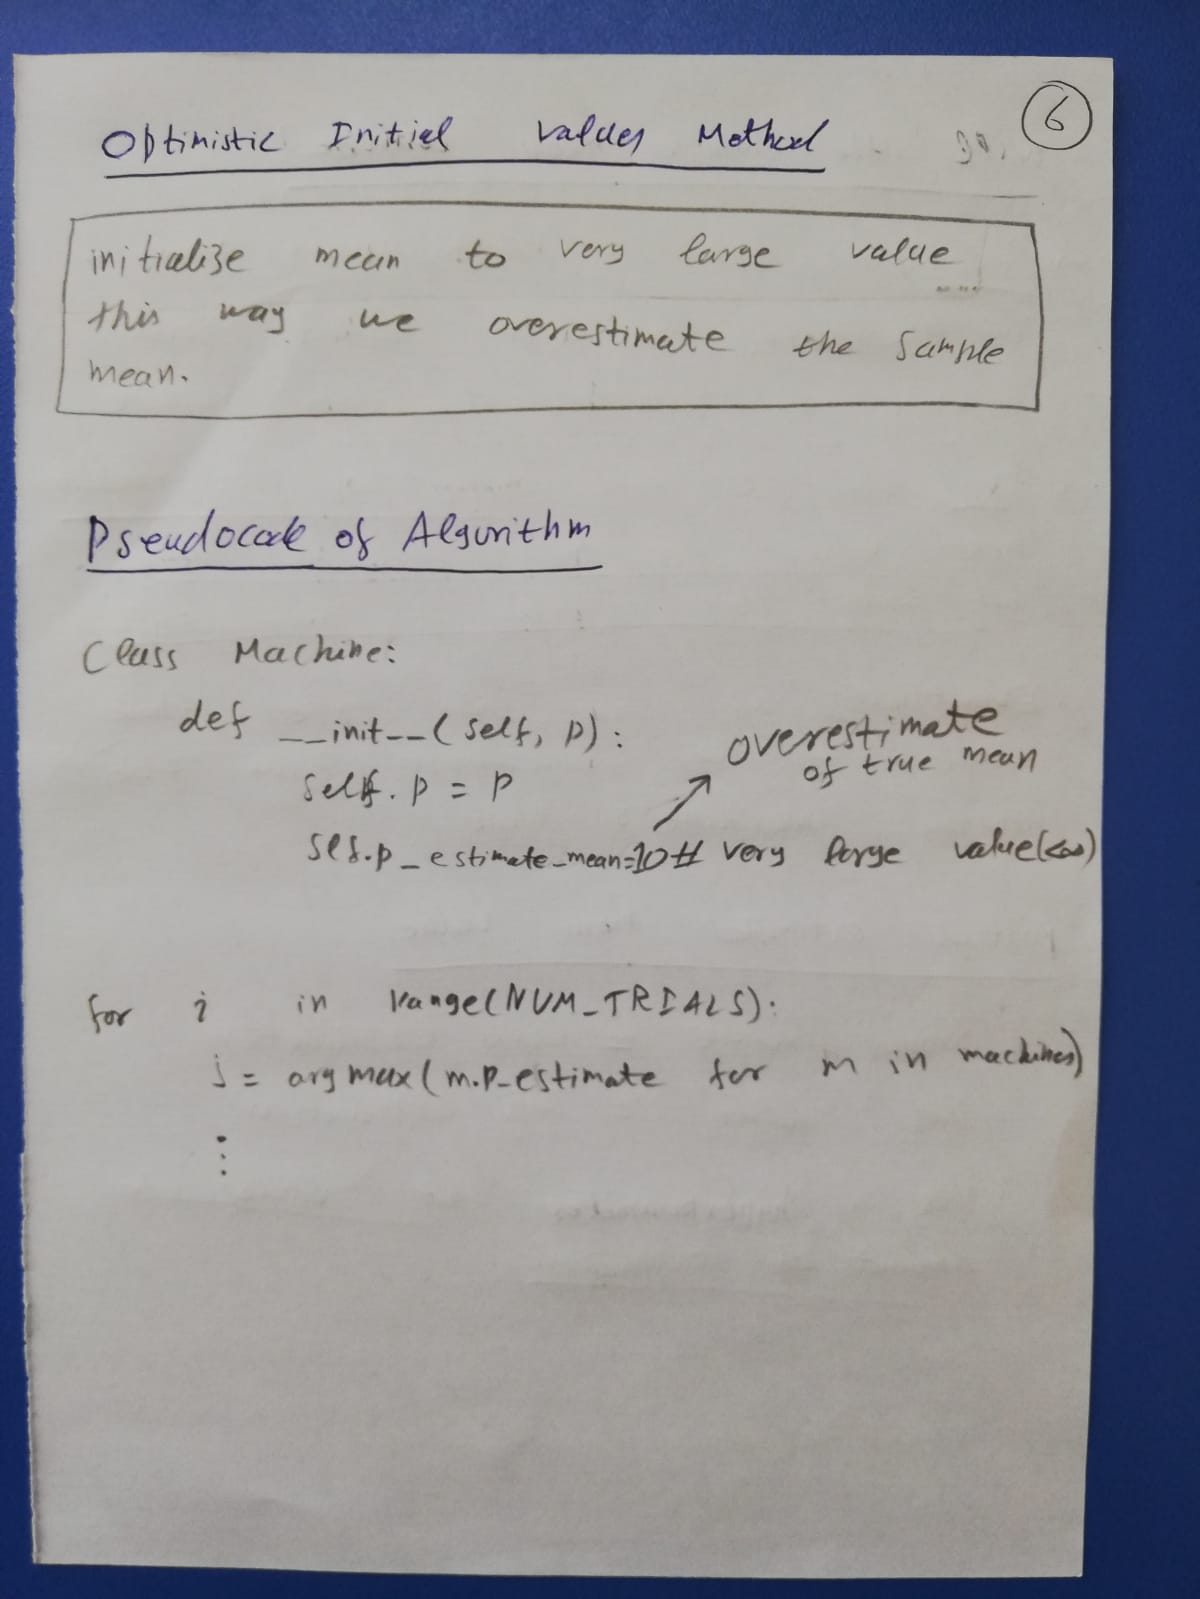 6
Optimistic Initial Values Method
initialize mean to very large value
this way we overestimate the sample
mean.
Pseudocode of Algorithm
Class Machine:
def __init__(self, p):
self.p = p
overestimate
of true mean
self.p_estimate_mean=10 # very large value(<∞)
for i in range(NUM_TRIALS):
j = argmax(m.p_estimate for m in machines)
⋮